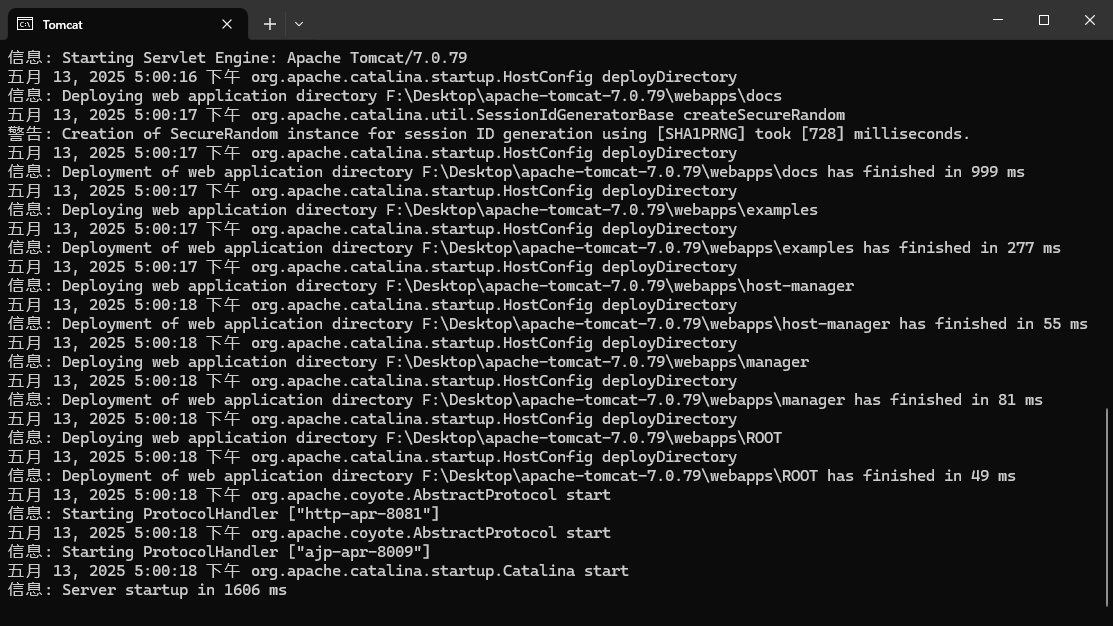 Tomcat
信息: Starting Servlet Engine: Apache Tomcat/7.0.79
五月 13, 2025 5:00:16 下午 org.apache.catalina.startup.HostConfig deployDirectory
信息: Deploying web application directory F:\Desktop\apache-tomcat-7.0.79\webapps\docs
五月 13, 2025 5:00:17 下午 org.apache.catalina.util.SessionIdGeneratorBase createSecureRandom
警告: Creation of SecureRandom instance for session ID generation using [SHA1PRNG] took [728] milliseconds.
五月 13, 2025 5:00:17 下午 org.apache.catalina.startup.HostConfig deployDirectory
信息: Deployment of web application directory F:\Desktop\apache-tomcat-7.0.79\webapps\docs has finished in 999 ms
五月 13, 2025 5:00:17 下午 org.apache.catalina.startup.HostConfig deployDirectory
信息: Deploying web application directory F:\Desktop\apache-tomcat-7.0.79\webapps\examples
五月 13, 2025 5:00:17 下午 org.apache.catalina.startup.HostConfig deployDirectory
信息: Deployment of web application directory F:\Desktop\apache-tomcat-7.0.79\webapps\examples has finished in 277 ms
五月 13, 2025 5:00:17 下午 org.apache.catalina.startup.HostConfig deployDirectory
信息: Deploying web application directory F:\Desktop\apache-tomcat-7.0.79\webapps\host-manager
五月 13, 2025 5:00:18 下午 org.apache.catalina.startup.HostConfig deployDirectory
信息: Deployment of web application directory F:\Desktop\apache-tomcat-7.0.79\webapps\host-manager has finished in 55 ms
五月 13, 2025 5:00:18 下午 org.apache.catalina.startup.HostConfig deployDirectory
信息: Deploying web application directory F:\Desktop\apache-tomcat-7.0.79\webapps\manager
五月 13, 2025 5:00:18 下午 org.apache.catalina.startup.HostConfig deployDirectory
信息: Deployment of web application directory F:\Desktop\apache-tomcat-7.0.79\webapps\manager has finished in 81 ms
五月 13, 2025 5:00:18 下午 org.apache.catalina.startup.HostConfig deployDirectory
信息: Deploying web application directory F:\Desktop\apache-tomcat-7.0.79\webapps\ROOT
五月 13, 2025 5:00:18 下午 org.apache.catalina.startup.HostConfig deployDirectory
信息: Deployment of web application directory F:\Desktop\apache-tomcat-7.0.79\webapps\ROOT has finished in 49 ms
五月 13, 2025 5:00:18 下午 org.apache.coyote.AbstractProtocol start
信息: Starting ProtocolHandler ["http-apr-8081"]
五月 13, 2025 5:00:18 下午 org.apache.coyote.AbstractProtocol start
信息: Starting ProtocolHandler ["ajp-apr-8009"]
五月 13, 2025 5:00:18 下午 org.apache.catalina.startup.Catalina start
信息: Server startup in 1606 ms